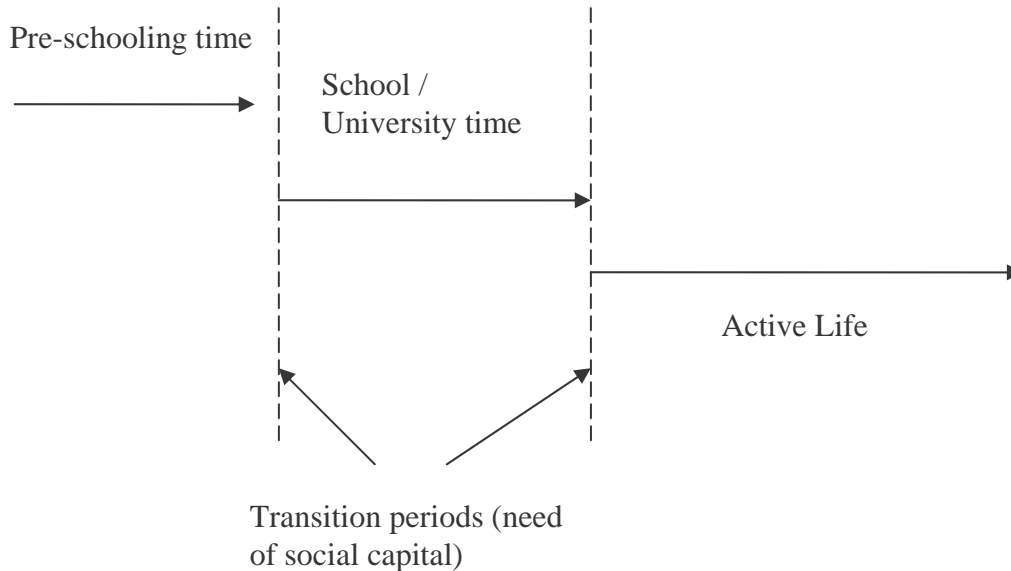 Pre-schooling time
School /
University time
Active Life
Transition periods (need
of social capital)